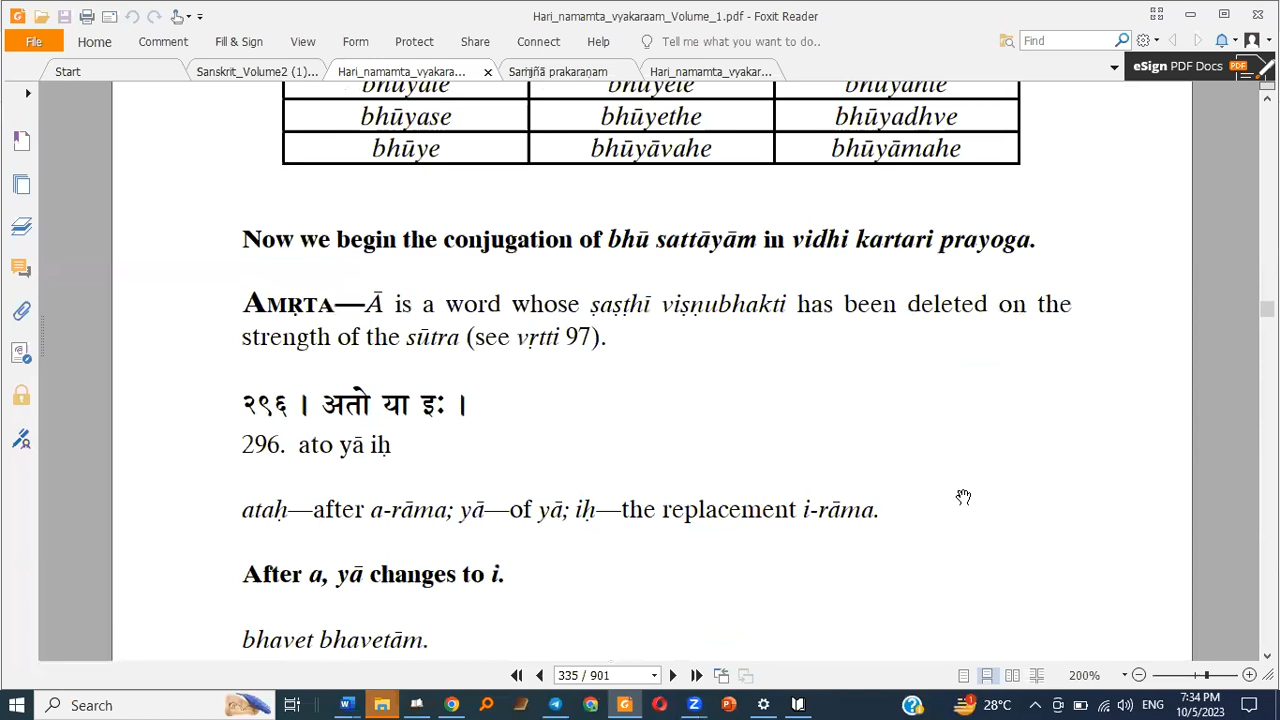 Hari_namamta_vyakaraam_Volume_1.pdf - Foxit Reader
File Home Comment Fill & Sign View Form Protect Share Connect Help Tell me what you to do.. Find
Start Sanskrit_Volume2 (1)... Hari_namamta_vyakara... Saṁjñā prakaraṇam Hari_namamta_vyakar... eSign PDF Docs
bhūyate bhūyete bhūyante
bhūyase bhūyethe bhūyadhve
bhūye bhūyāvahe bhūyāmahe
Now we begin the conjugation of bhū sattāyām in vidhi kartari prayoga.
AMṚTA—Ā is a word whose ṣaṣṭhī viṣṇubhakti has been deleted on the
strength of the sūtra (see vṛtti 97).
२९६ । अतो या इः ।
296. ato yā iḥ
ataḥ—after a-rāma; yā—of yā; iḥ—the replacement i-rāma.
After a, yā changes to i.
bhavet bhavetām.
335 / 901 200%
Search 28°C ENG 7:34 PM
10/5/2023